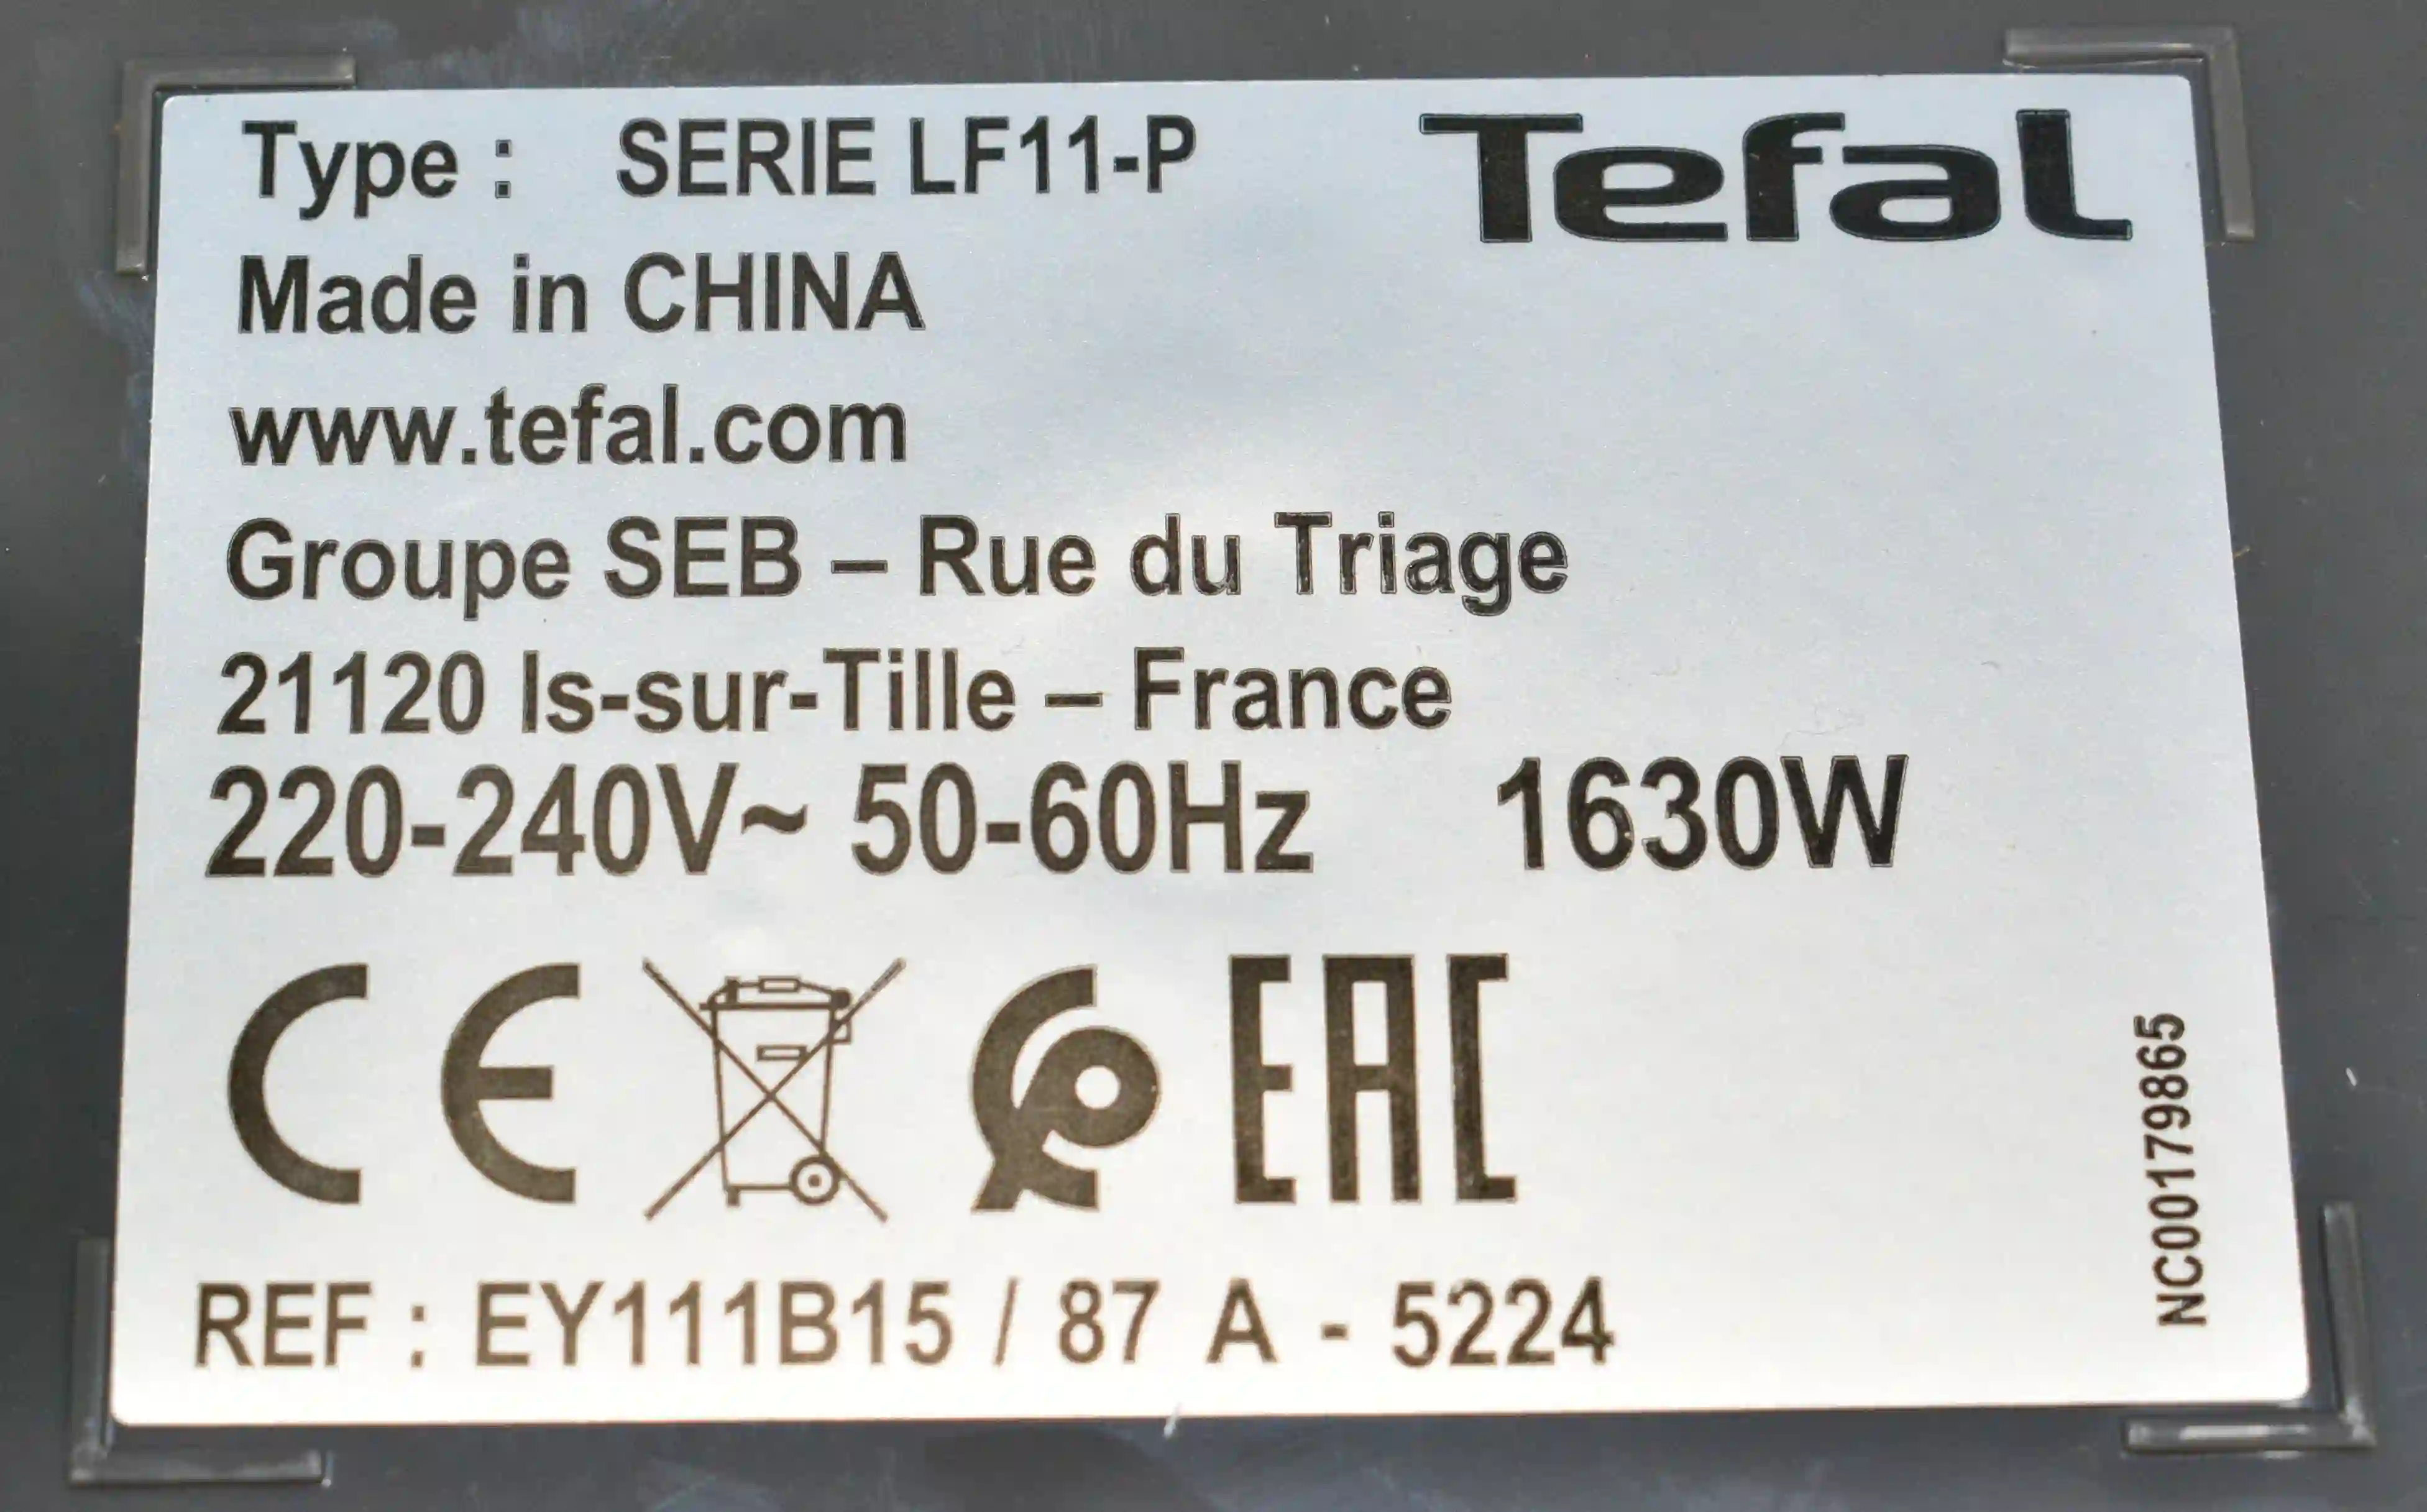 Type : SERIE LF11-P
Tefal
Made in CHINA
www.tefal.com
Groupe SEB – Rue du Triage
21120 Is-sur-Tille – France
220-240V~ 50-60Hz 1630W
CE
EAC
NC00179865
REF : EY111B15 / 87 A - 5224